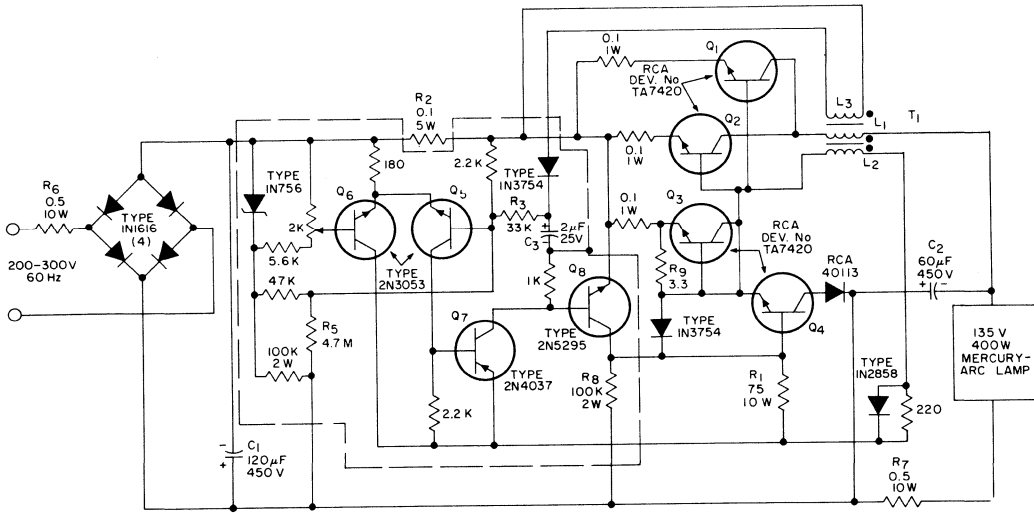 R6
0.5
10W
200-300V
60 Hz
TYPE
1N1616
(4)
TYPE
1N756
5.6K
47K
100K
2W
R5
4.7 M
C1
120µF
450 V
-
+
2K
180
R2
0.1
5W
Q6
Q5
TYPE
2N3053
2.2K
2.2K
R3
33K
TYPE
1N3754
+
2µF
25V
C3
1K
Q7
TYPE
2N4037
Q8
TYPE
2N5295
R8
100K
2W
0.1
1W
RCA
DEV. No
TA7420
Q1
Q2
0.1
1W
0.1
1W
Q3
RCA
DEV. No
TA7420
R9
3.3
TYPE
1N3754
Q4
R1
75
10 W
RCA
40113
L3
L1
L2
T1
C2
60µF
450V
+
-
TYPE
1N2858
220
R7
0.5
10W
135 V
400W
MERCURY-
ARC LAMP